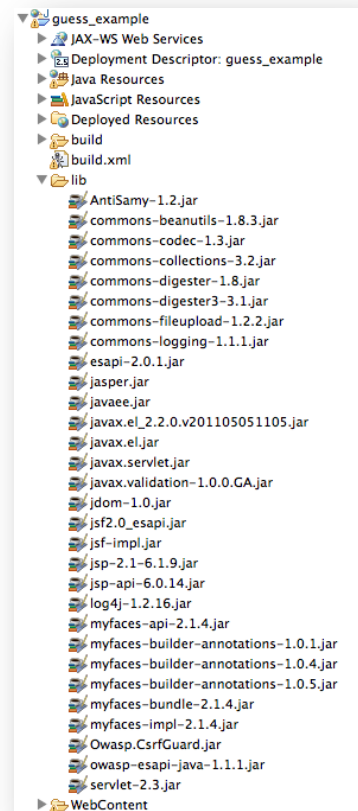 guess_example
JAX-WS Web Services
2.5 Deployment Descriptor: guess_example
Java Resources
JavaScript Resources
Deployed Resources
build
build.xml
lib
AntiSamy-1.2.jar
commons-beanutils-1.8.3.jar
commons-codec-1.3.jar
commons-collections-3.2.jar
commons-digester-1.8.jar
commons-digester3-3.1.jar
commons-fileupload-1.2.2.jar
commons-logging-1.1.1.jar
esapi-2.0.1.jar
jasper.jar
javaee.jar
javax.el_2.2.0.v201105051105.jar
javax.el.jar
javax.servlet.jar
javax.validation-1.0.0.GA.jar
jdom-1.0.jar
jsf2.0_esapi.jar
jsf-impl.jar
jsp-2.1-6.1.9.jar
jsp-api-6.0.14.jar
log4j-1.2.16.jar
myfaces-api-2.1.4.jar
myfaces-builder-annotations-1.0.1.jar
myfaces-builder-annotations-1.0.4.jar
myfaces-builder-annotations-1.0.5.jar
myfaces-bundle-2.1.4.jar
myfaces-impl-2.1.4.jar
Owasp.CsrfGuard.jar
owasp-esapi-java-1.1.1.jar
servlet-2.3.jar
WebContent